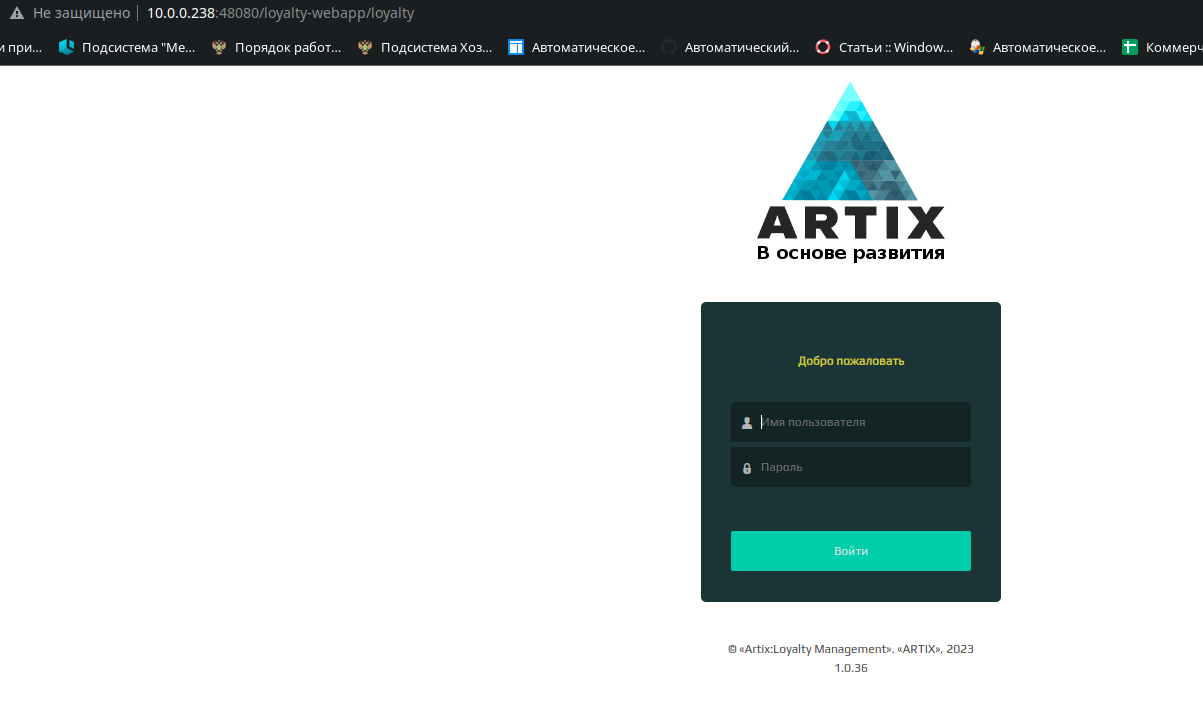 Не защищено 10.0.0.238:48080/loyalty-webapp/loyalty
и при... Подсистема "Ме... Порядок работ... Подсистема Хоз... Автоматическое... Автоматический... Статьи :: Window... Автоматическое... Коммерч
ARTIX
В основе развития
Добро пожаловать
Имя пользователя
Пароль
Войти
© «Artix:Loyalty Management». «ARTIX», 2023
1.0.36